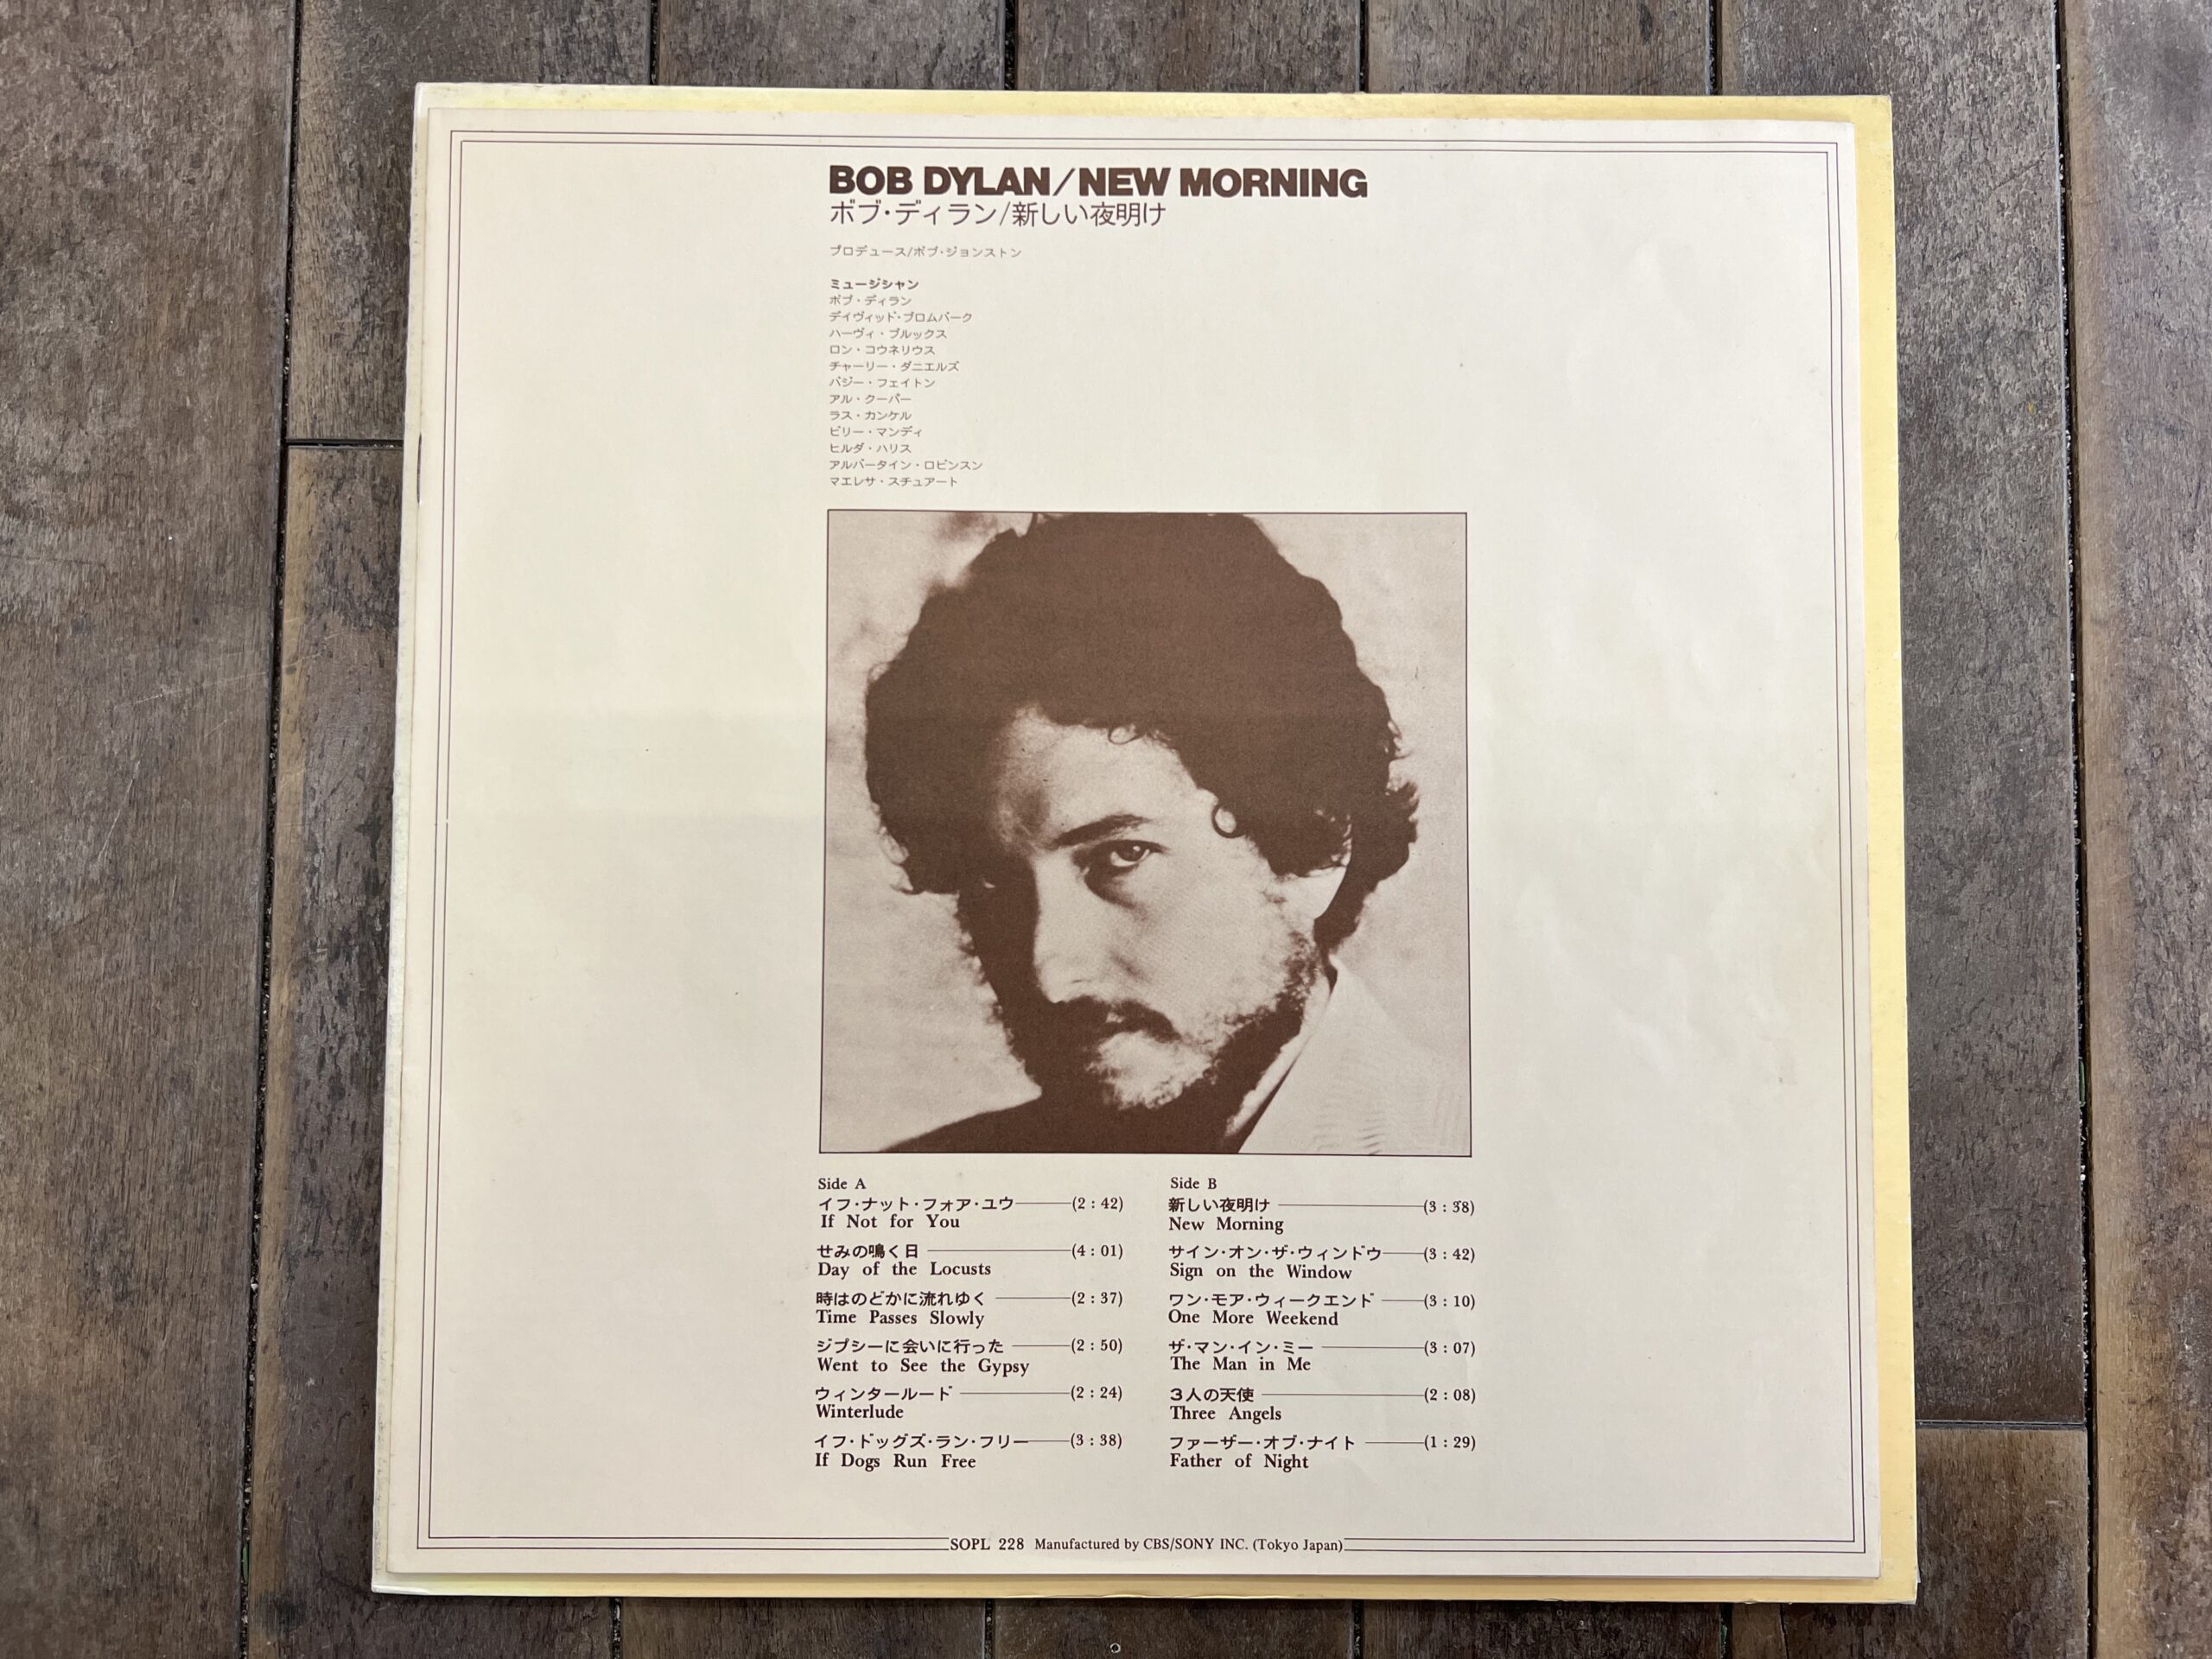 BOB DYLAN/NEW MORNING
ボブ・ディラン/新しい夜明け
プロデュース/ボブ・ジョンストン
ミュージシャン
ボブ・ディラン
デイヴィッド・ブロムバーク
ハーヴィ・ブルックス
ロン・コウネリウス
チャーリー・ダニエルズ
バジー・フェイトン
アル・クーパー
ラス・カンケル
ビリー・マンディ
ヒルダ・ハリス
アルバータイン・ロビンスン
マエレサ・スチュアート
Side A
イフ・ナット・フォア・ユウ (2 : 42)
If Not for You
せみの鳴く日 (4 : 01)
Day of the Locusts
時はのどかに流れゆく (2 : 37)
Time Passes Slowly
ジプシーに会いに行った (2 : 50)
Went to See the Gypsy
ウィンタールード (2 : 24)
Winterlude
イフ・ドッグズ・ラン・フリー (3 : 38)
If Dogs Run Free
Side B
新しい夜明け (3 : 38)
New Morning
サイン・オン・ザ・ウィンドウ (3 : 42)
Sign on the Window
ワン・モア・ウィークエンド (3 : 10)
One More Weekend
ザ・マン・イン・ミー (3 : 07)
The Man in Me
3人の天使 (2 : 08)
Three Angels
ファーザー・オブ・ナイト (1 : 29)
Father of Night
SOPL 228 Manufactured by CBS/SONY INC. (Tokyo Japan)